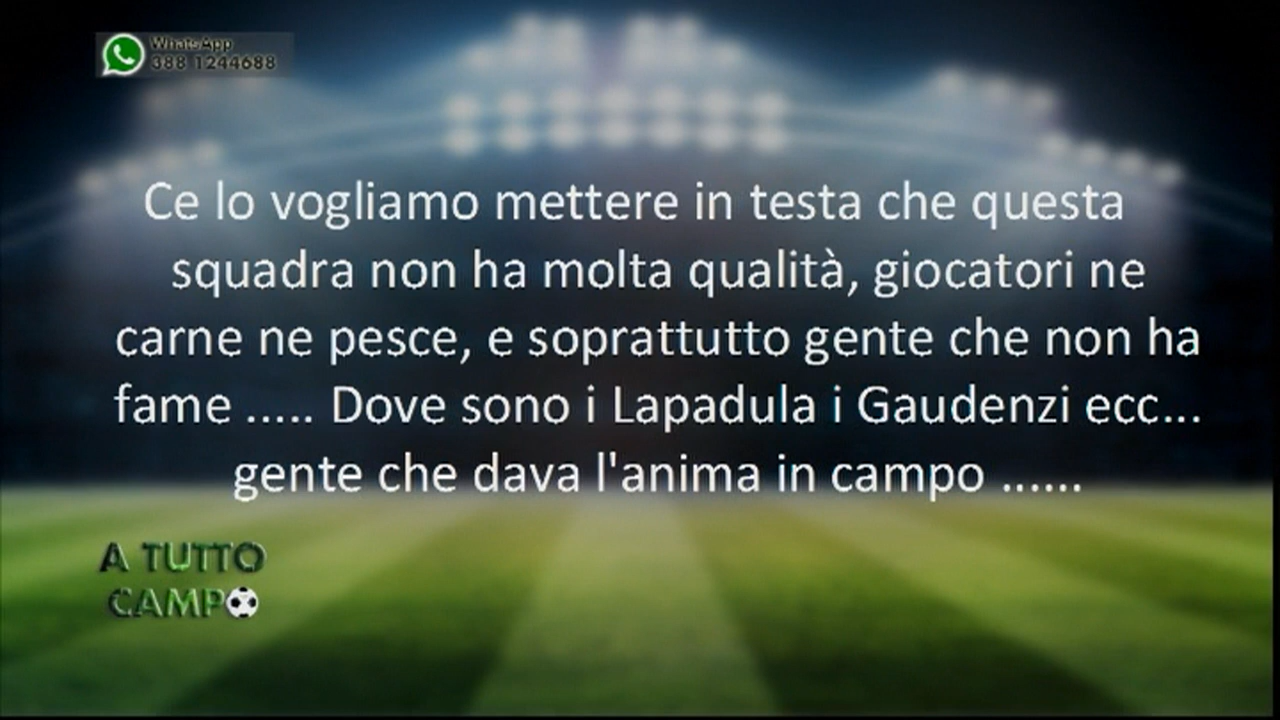 WhatsApp
388 1244688
Ce lo vogliamo mettere in testa che questa
squadra non ha molta qualità, giocatori ne
carne ne pesce, e soprattutto gente che non ha
fame ..... Dove sono i Lapadula i Gaudenzi ecc...
gente che dava l'anima in campo ......
A TUTTO
CAMPO